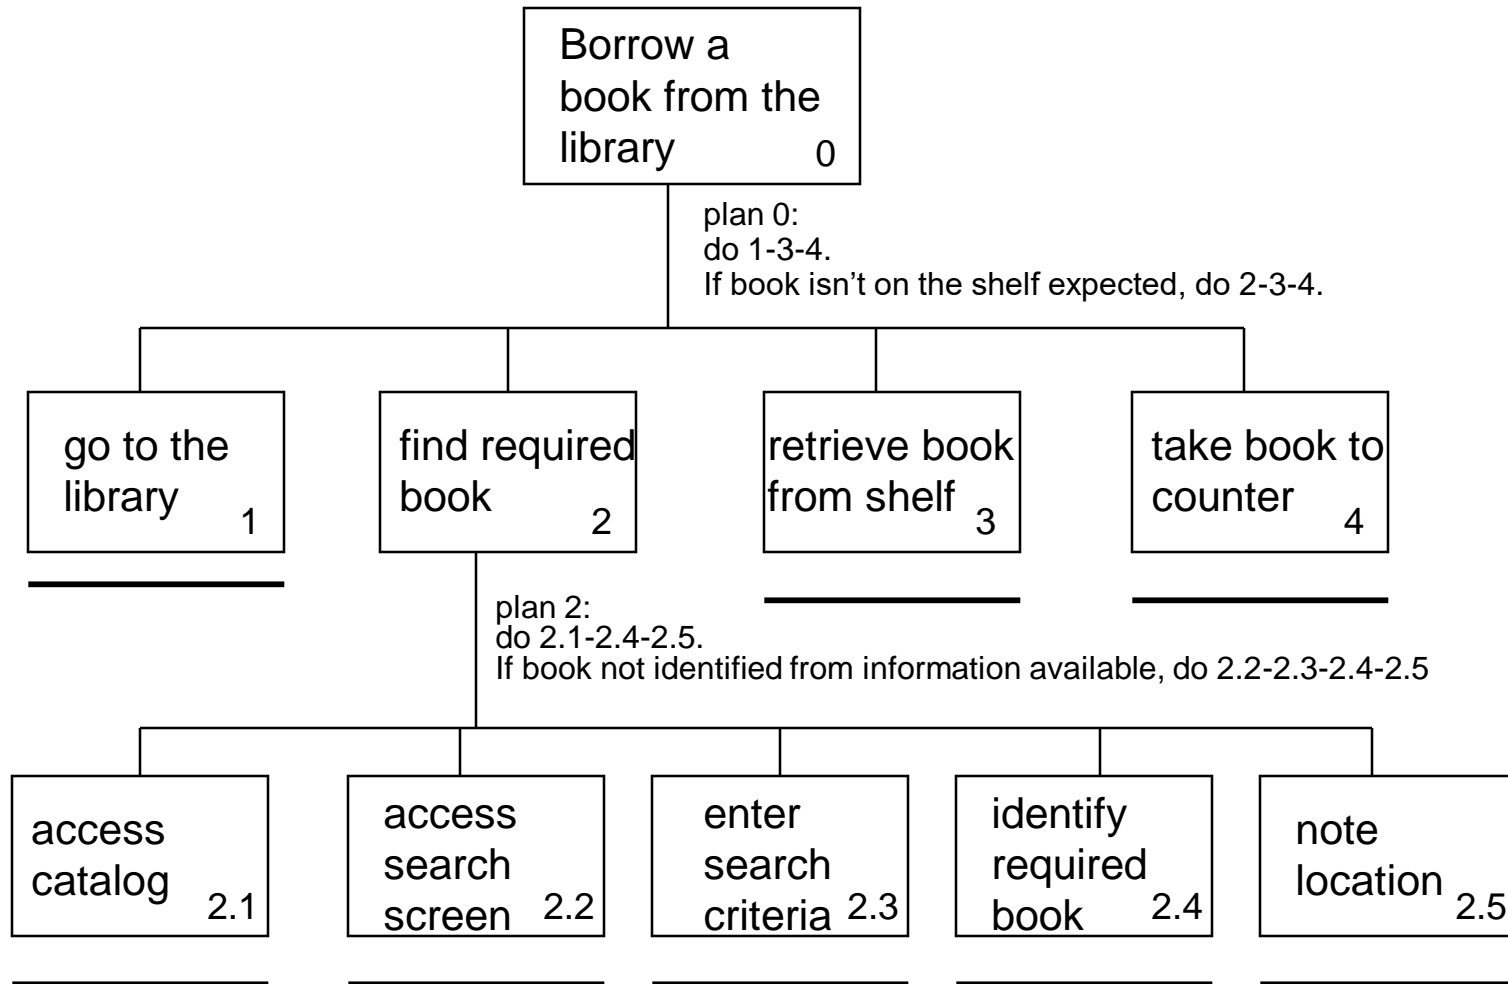 Borrow a
book from the
library 0
plan 0:
do 1-3-4.
If book isn’t on the shelf expected, do 2-3-4.
go to the
library 1
find required
book 2
retrieve book
from shelf 3
take book to
counter 4
plan 2:
do 2.1-2.4-2.5.
If book not identified from information available, do 2.2-2.3-2.4-2.5
access
catalog 2.1
access
search
screen 2.2
enter
search
criteria 2.3
identify
required
book 2.4
note
location 2.5